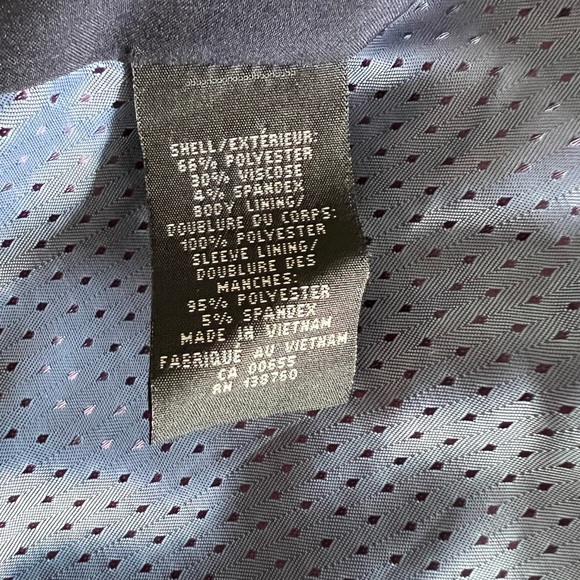 SHELL/EXTÉRIEUR:
66% POLYESTER
30% VISCOSE
4% SPANDEX
BODY LINING/
DOUBLURE DU CORPS:
100% POLYESTER
SLEEVE LINING/
DOUBLURE DES
MANCHES:
95% POLYESTER
5% SPANDEX
MADE IN VIETNAM
FABRIQUE AU VIETNAM
CA 00655
RN 138760